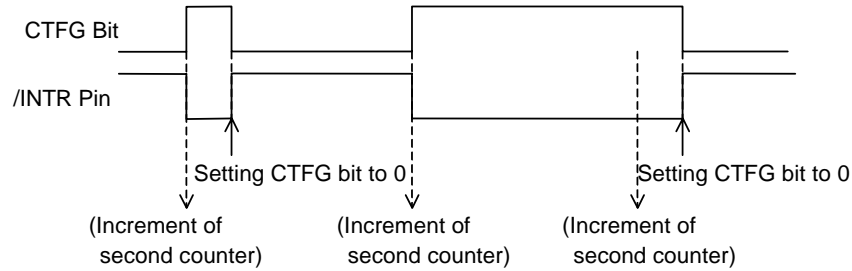 CTFG Bit
/INTR Pin
Setting CTFG bit to 0
Setting CTFG bit to 0
(Increment of
second counter)
(Increment of
second counter)
(Increment of
second counter)